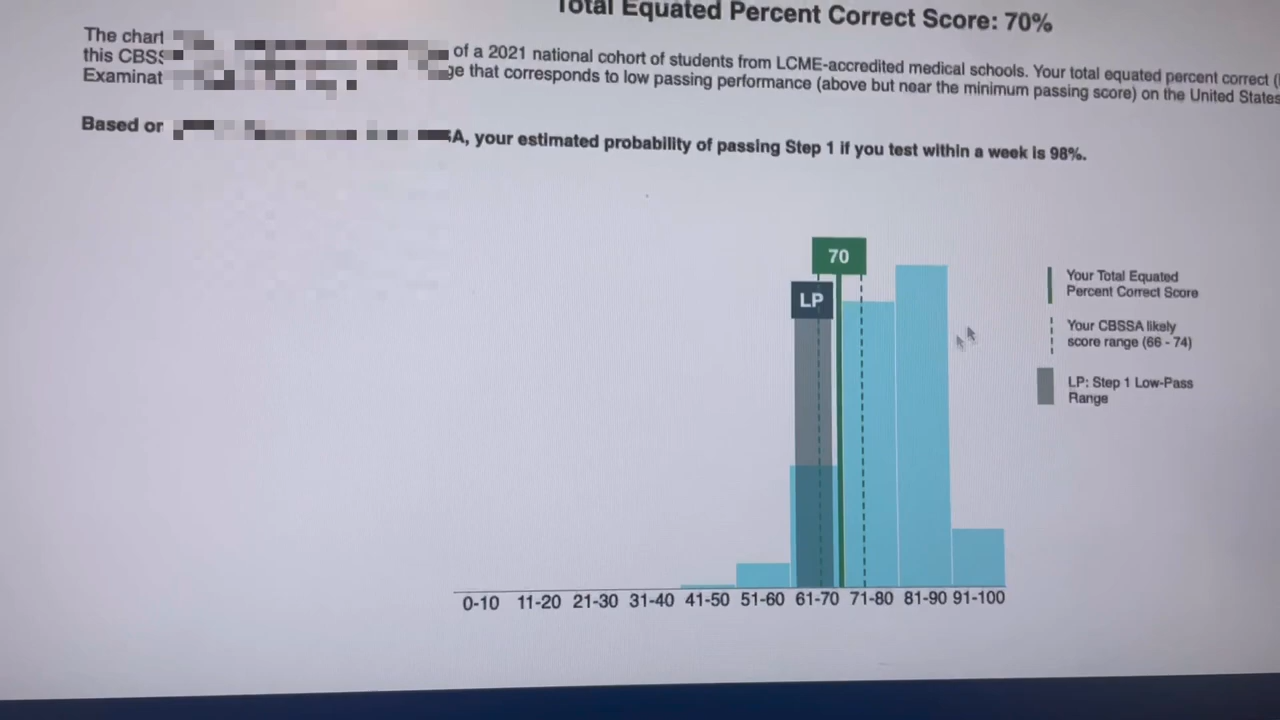 Total Equated Percent Correct Score: 70%
The chart of a 2021 national cohort of students from LCME-accredited medical schools. Your total equated percent correct
this CBSS that corresponds to low passing performance (above but near the minimum passing score) on the United States
Examinat
Based on A, your estimated probability of passing Step 1 if you test within a week is 98%.
70
LP
Your Total Equated
Percent Correct Score
Your CBSSA likely
score range (66 - 74)
LP: Step 1 Low-Pass
Range
0-10 11-20 21-30 31-40 41-50 51-60 61-70 71-80 81-90 91-100